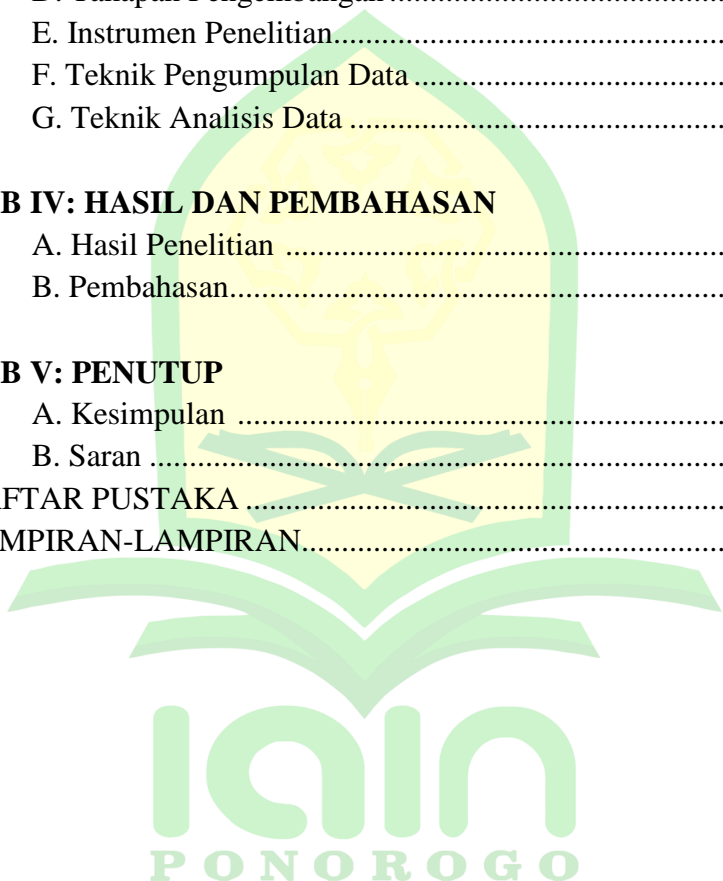 E. Instrumen Penelitian..................................................
F. Teknik Pengumpulan Data ..................................................
G. Teknik Analisis Data ..................................................
B IV: HASIL DAN PEMBAHASAN
A. Hasil Penelitian ..................................................
B. Pembahasan..................................................
B V: PENUTUP
A. Kesimpulan ..................................................
B. Saran ..................................................
FTAR PUSTAKA ..................................................
MPIRAN-LAMPIRAN..................................................
iain
PONOROGO